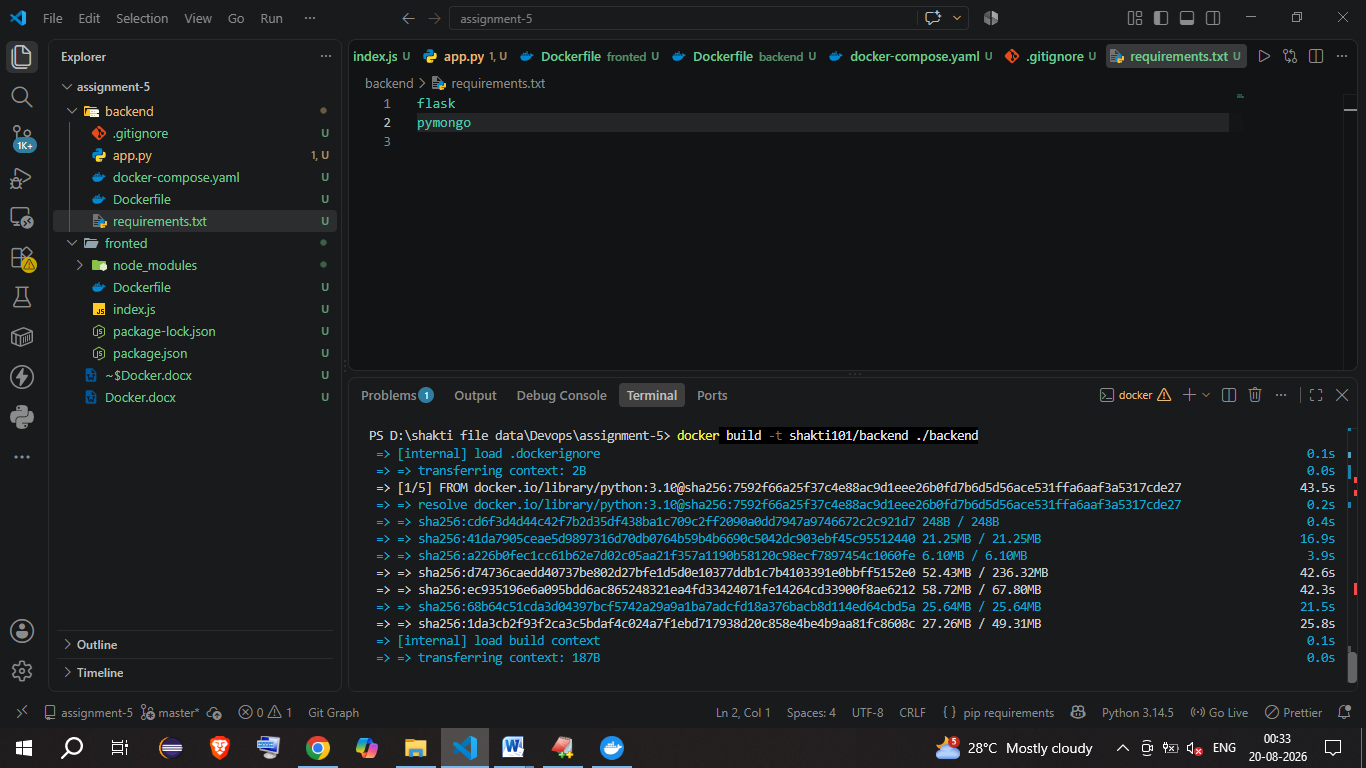 File Edit Selection View Go Run ··· assignment-5
Explorer ···
assignment-5
backend
.gitignore U
app.py 1, U
docker-compose.yaml U
Dockerfile U
requirements.txt U
fronted
node_modules
Dockerfile U
index.js U
package-lock.json U
package.json U
~$Docker.docx U
Docker.docx U
Outline
Timeline
1K+
index.js U app.py 1, U Dockerfile fronted U Dockerfile backend U docker-compose.yaml U .gitignore U requirements.txt U
backend > requirements.txt
1 flask
2 pymongo
3
Problems 1 Output Debug Console Terminal Ports docker
PS D:\shakti file data\Devops\assignment-5> docker build -t shakti101/backend ./backend
=> [internal] load .dockerignore 0.1s
=> => transferring context: 2B 0.0s
=> [1/5] FROM docker.io/library/python:3.10@sha256:7592f66a25f37c4e88ac9d1eee26b0fd7b6d5d56ace531ffa6aaf3a5317cde27 43.5s
=> => resolve docker.io/library/python:3.10@sha256:7592f66a25f37c4e88ac9d1eee26b0fd7b6d5d56ace531ffa6aaf3a5317cde27 0.2s
=> => sha256:cd6f3d4d44c42f7b2d35df438ba1c709c2ff2090a0dd7947a9746672c2c921d7 248B / 248B 0.4s
=> => sha256:41da7905ceae5d9897316d70db0764b59b4b6690c5042dc903ebf45c95512440 21.25MB / 21.25MB 16.9s
=> => sha256:a226b0fec1cc61b62e7d02c05aa21f357a1190b58120c98ecf7897454c1060fe 6.10MB / 6.10MB 3.9s
=> => sha256:d74736caedd40737be802d27bfe1d5d0e10377ddb1c7b4103391e0bbff5152e0 52.43MB / 236.32MB 42.6s
=> => sha256:ec935196e6a095bdd6ac865248321ea4fd33424071fe14264cd33900f8ae6212 58.72MB / 67.80MB 42.3s
=> => sha256:68b64c51cda3d04397bcf5742a29a9a1ba7adcfd18a376bacb8d114ed64cbd5a 25.64MB / 25.64MB 21.5s
=> => sha256:1da3cb2f93f2ca3c5bdaf4c024a7f1ebd717938d20c858e4be4b9aa81fc8608c 27.26MB / 49.31MB 25.8s
=> [internal] load build context 0.1s
=> => transferring context: 187B 0.0s
assignment-5 master* 0 1 Git Graph Ln 2, Col 1 Spaces: 4 UTF-8 CRLF { } pip requirements Python 3.14.5 Go Live Prettier
5 28°C Mostly cloudy ENG 00:33
20-08-2026